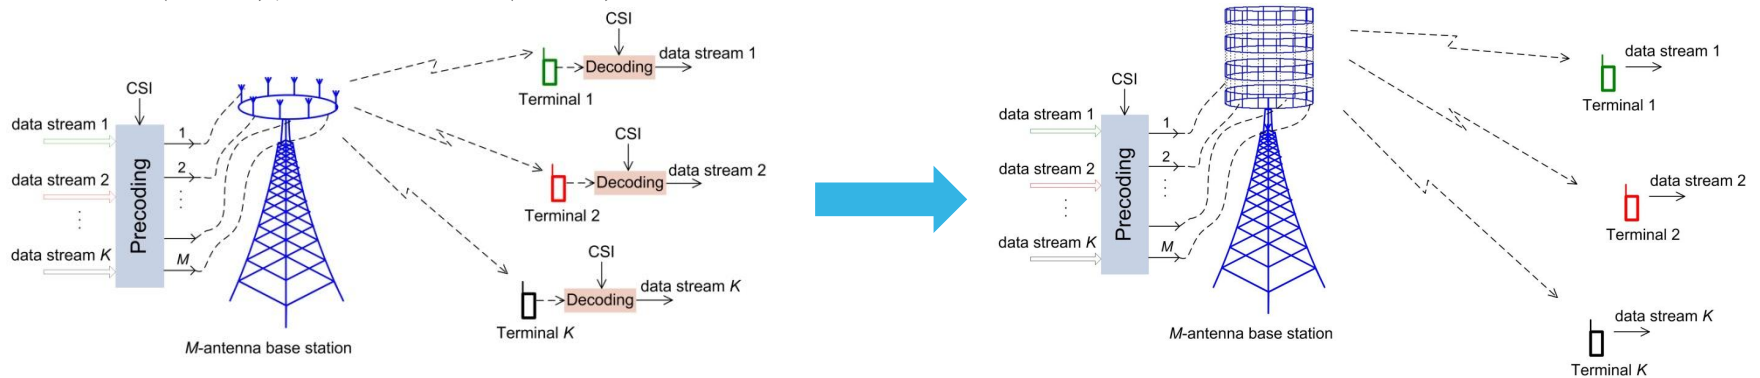 CSI
Decoding
data stream 1
Terminal 1
CSI
data stream 1
data stream 2
data stream K
Precoding
1
2
M
CSI
Decoding
data stream 2
Terminal 2
CSI
Decoding
data stream K
Terminal K
M-antenna base station
CSI
data stream 1
data stream 2
data stream K
Precoding
1
2
M
data stream 1
Terminal 1
data stream 2
Terminal 2
data stream K
Terminal K
M-antenna base station